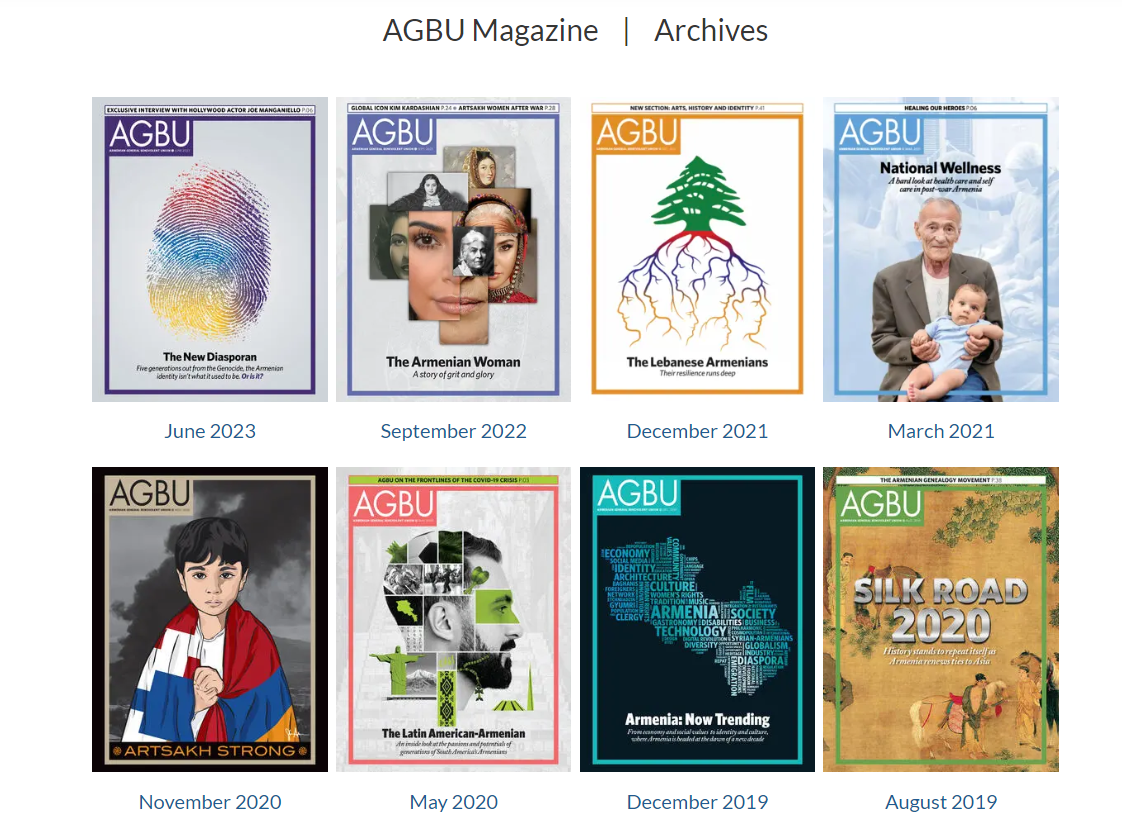 AGBU Magazine | Archives
EXCLUSIVE INTERVIEW WITH HOLLYWOOD ACTOR JOE MANGANIELLO P.06
AGBU
The New Diasporan
Five generations out from the Genocide, the Armenian
identity isn't what it used to be. Or is it?
June 2023
GLOBAL ICON KIM KARDASHIAN P.24 • ARTSAKH WOMEN AFTER WAR P.28
AGBU
The Armenian Woman
A story of grit and glory
September 2022
NEW SECTION: ARTS, HISTORY AND IDENTITY P.41
AGBU
The Lebanese Armenians
Their resilience runs deep
December 2021
HEALING OUR HEROES P.06
AGBU
National Wellness
A hard look at health care and self
care in post-war Armenia
March 2021
AGBU
ARTSAKH STRONG
November 2020
AGBU ON THE FRONTLINES OF THE COVID-19 CRISIS P.03
AGBU
The Latin American-Armenian
An inside look at the passions and potentials of
generations of South America's Armenians
May 2020
AGBU
ECONOMY
SOCIAL MEDIA
IDENTITY
ARCHITECTURE
CULTURE
WOMEN'S RIGHTS
TRADITION MUSIC
COMMUNITY
VALUES
LANGUAGE
FILM
GYUMRI
CLERGY
ARMENIA SOCIETY
GASTRONOMY DISABILITIES BUSINESS
TECHNOLOGY
SYRIAN-ARMENIANS
DIVERSITY
GLOBALISM
INDUSTRY
DIASPORA
Armenia: Now Trending
From economy and social values to identity and culture,
where Armenia is headed at the dawn of a new decade
December 2019
THE ARMENIAN GENEALOGY MOVEMENT P.30
AGBU
SILK ROAD
2020
History stands to repeat itself as
Armenia renews ties to Asia
August 2019